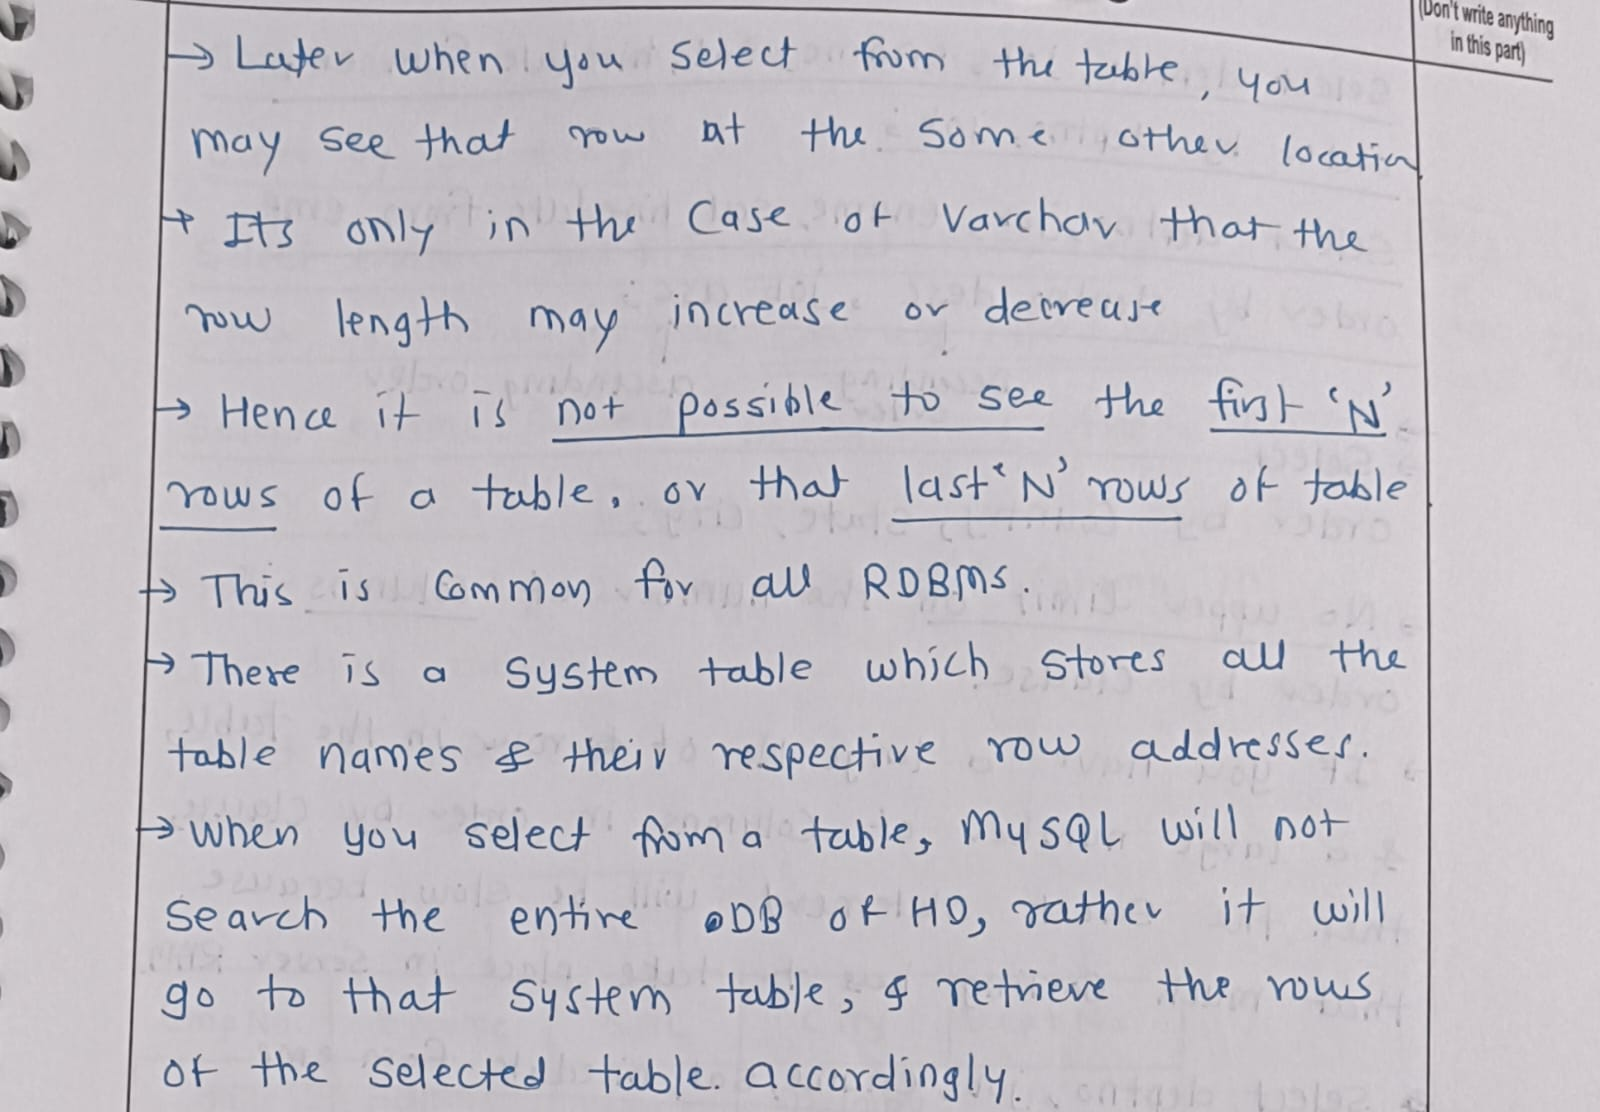 (Don't write anything
in this part)
→ Later when you select from the table, you
may see that row at the some other location
→ Its only in the case of Varchar that the
row length may increase or decrease
→ Hence it is not possible to see the first 'N'
rows of a table, or that last 'N' rows of table
→ This is Common for all RDBMS.
→ There is a system table which stores all the
table names & their respective row addresses.
→ When you select from a table, MySQL will not
search the entire DB of HD, rather it will
go to that system table, & retrieve the rows
of the selected table. accordingly.